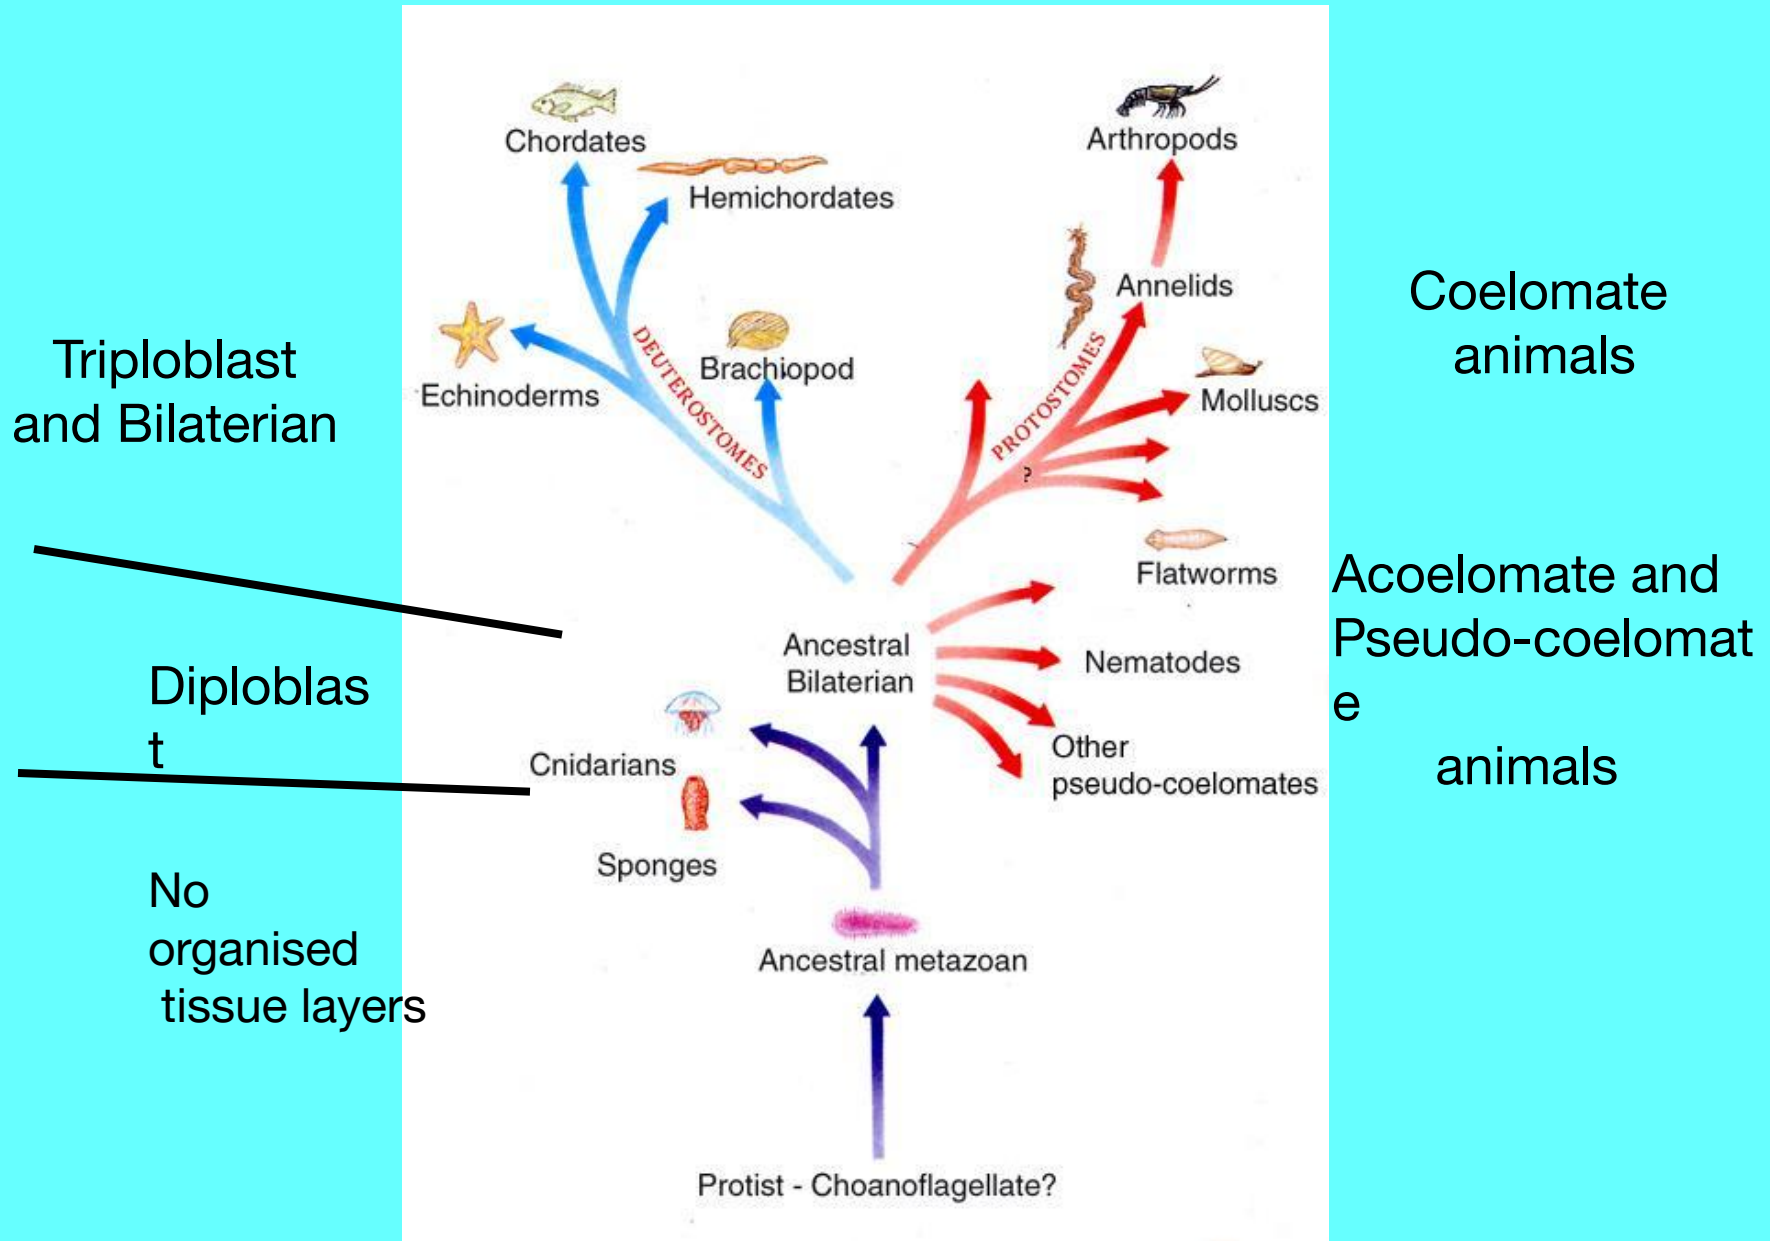 Chordates
Hemichordates
Arthropods
Annelids
Coelomate
animals
Triploblast
and Bilaterian
Echinoderms
DEUTEROSTOMES
Brachiopod
PROTOSTOMES
?
Molluscs
Flatworms
Acoelomate and
Pseudo-coelomat
e
animals
Ancestral
Bilaterian
Nematodes
Diploblas
t
Cnidarians
Other
pseudo-coelomates
Sponges
No
organised
tissue layers
Ancestral metazoan
Protist - Choanoflagellate?